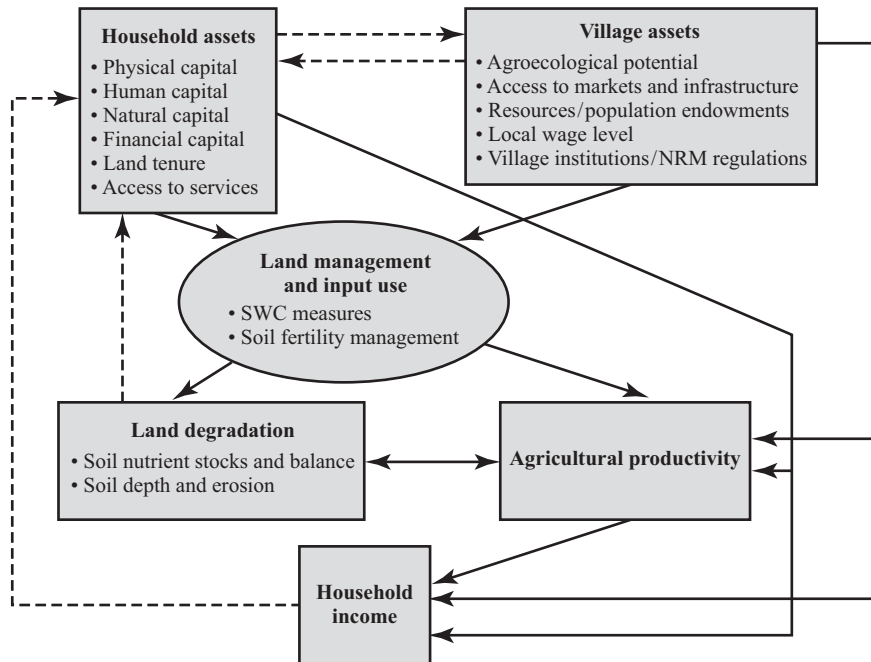 Household assets
• Physical capital
• Human capital
• Natural capital
• Financial capital
• Land tenure
• Access to services
Village assets
• Agroecological potential
• Access to markets and infrastructure
• Resources/population endowments
• Local wage level
• Village institutions/NRM regulations
Land management
and input use
• SWC measures
• Soil fertility management
Land degradation
• Soil nutrient stocks and balance
• Soil depth and erosion
Agricultural productivity
Household
income